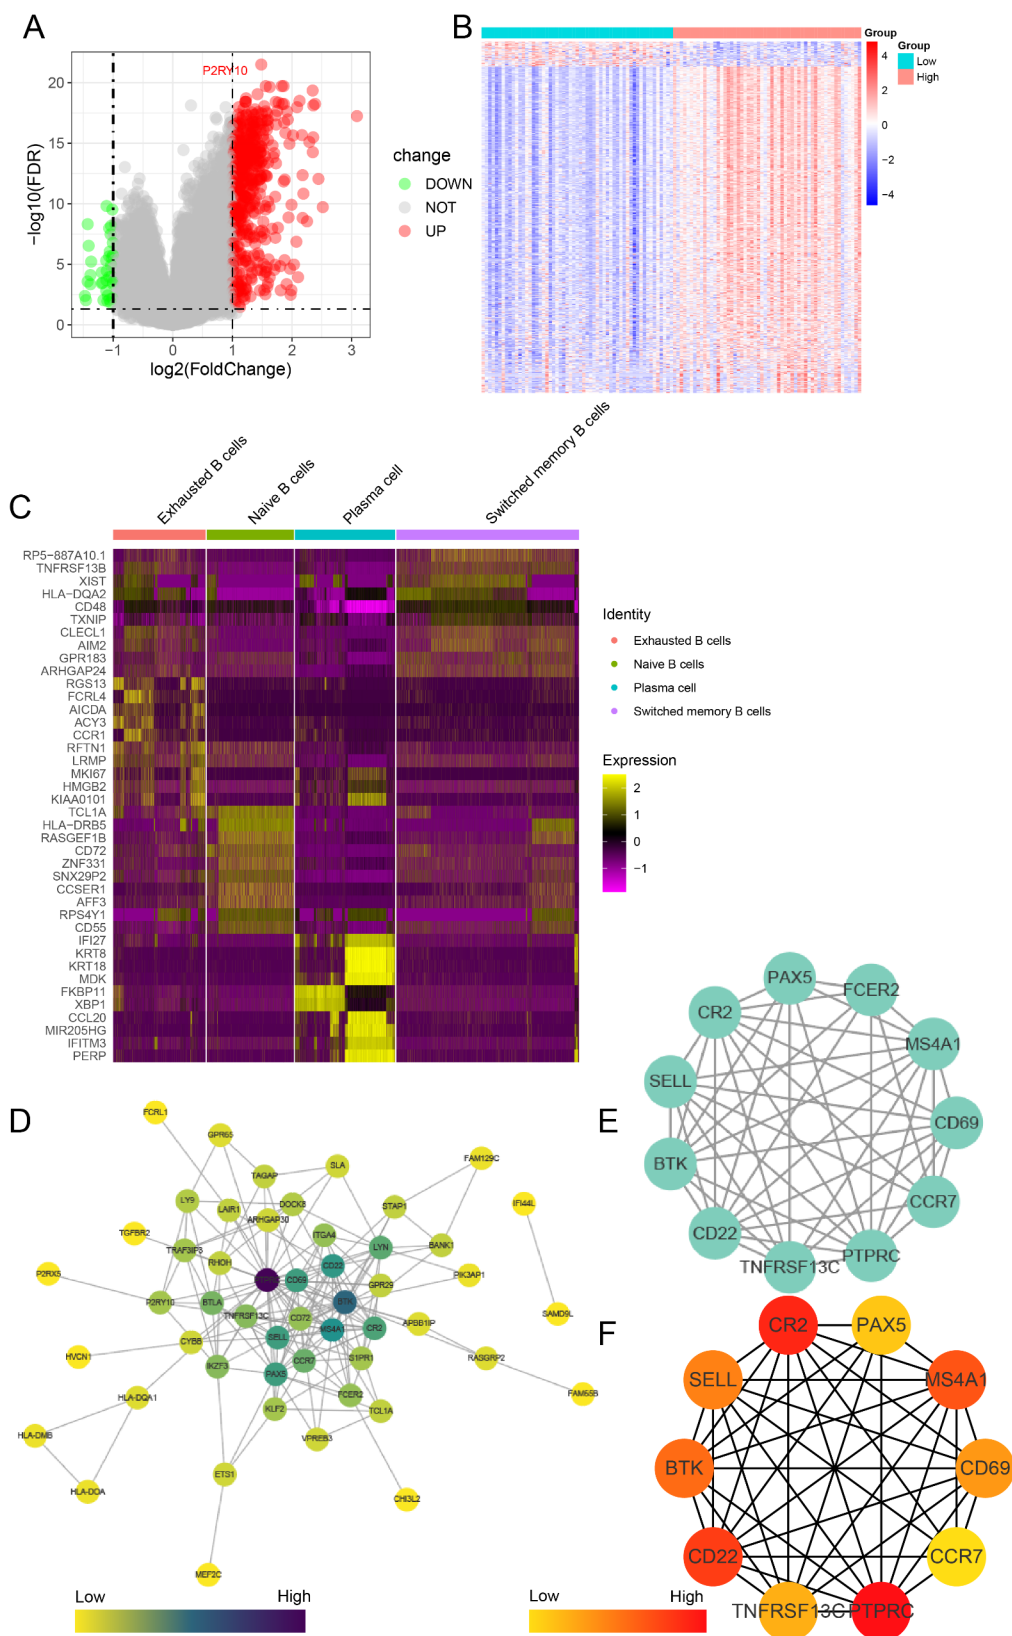 A
P2RY10
20
15
10
5
0
−1
0
1
2
3
−log10(FDR)
log2(FoldChange)
change
DOWN
NOT
UP
B
Group
4
2
0
−2
−4
Group
Low
High
C
Exhausted B cells
Naive B cells
Plasma cell
Switched memory B cells
RP5−887A10.1
TNFRSF13B
XIST
HLA−DQA2
CD48
TXNIP
CLECL1
AIM2
GPR183
ARHGAP24
RGS13
FCRL4
AICDA
ACY3
CCR1
RFTN1
LRMP
MKI67
HMGB2
KIAA0101
TCL1A
HLA−DRB5
RASGEF1B
CD72
ZNF331
SNX29P2
CCSER1
AFF3
RPS4Y1
CD55
IFI27
KRT8
KRT18
MDK
FKBP11
XBP1
CCL20
MIR205HG
IFITM3
PERP
Identity
Exhausted B cells
Naive B cells
Plasma cell
Switched memory B cells
Expression
2
1
0
−1
D
FCRL1
GPR65
TAGAP
SLA
FAM129C
LY9
LAIR1
DOCK8
STAP1
IFI44L
ARHGAP30
TGFBR2
TRAF3IP3
ITGA4
LYN
BANK1
RHOH
CD22
P2RX5
CD69
GPR29
PIK3AP1
P2RY10
BTLA
BTK
SAMD9L
TNFRSF13C
CD72
MS4A1
CR2
APBB1IP
CYBB
SELL
HVCN1
IKZF3
CCR7
S1PR1
RASGRP2
PAX5
FCER2
FAM65B
HLA-DQA1
KLF2
TCL1A
HLA-DMB
VPREB3
ETS1
HLA-DOA
CHI3L2
MEF2C
Low
High
E
PAX5
FCER2
CR2
MS4A1
SELL
CD69
BTK
CCR7
CD22
PTPRC
TNFRSF13C
F
CR2
PAX5
SELL
MS4A1
BTK
CD69
CD22
CCR7
TNFRSF13C
PTPRC
Low
High